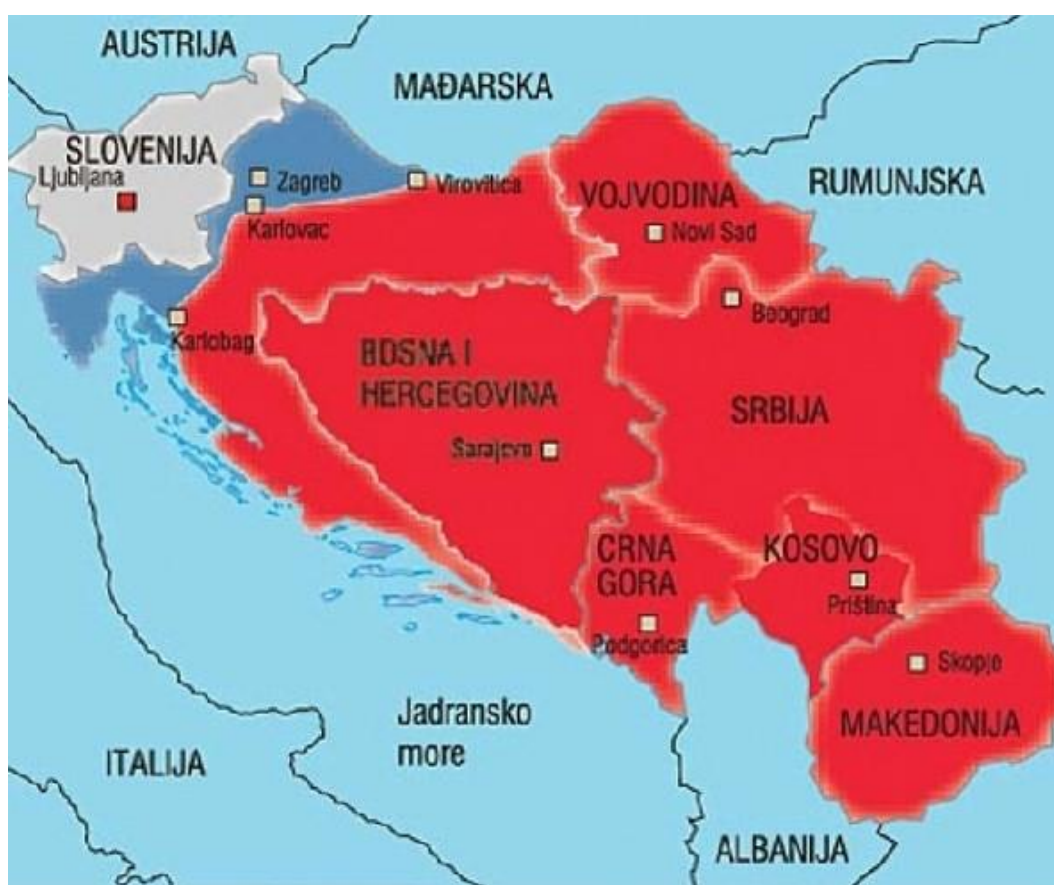 AUSTRIJA
MAĐARSKA
SLOVENIJA
Ljubljana
Zagreb
Virovitica
Karlovac
VOJVODINA
Novi Sad
RUMUNJSKA
Karlobag
Beograd
BOSNA I
HERCEGOVINA
Sarajevo
SRBIJA
CRNA
GORA
KOSOVO
Priština
Podgorica
Skopje
MAKEDONIJA
Jadransko
more
ITALIJA
ALBANIJA